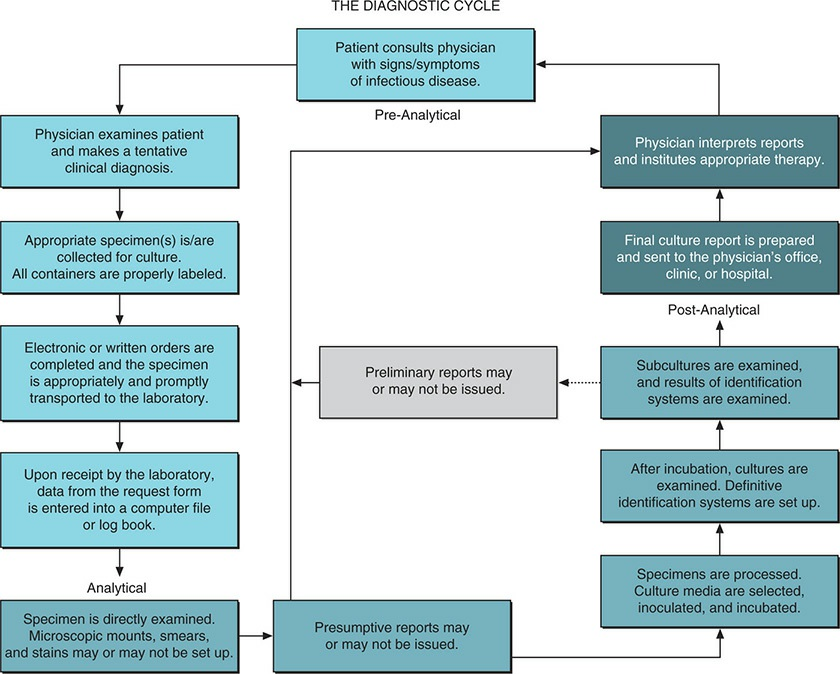 THE DIAGNOSTIC CYCLE
Patient consults physician
with signs/symptoms
of infectious disease.
Pre-Analytical
Physician examines patient
and makes a tentative
clinical diagnosis.
Appropriate specimen(s) is/are
collected for culture.
All containers are properly labeled.
Electronic or written orders are
completed and the specimen
is appropriately and promptly
transported to the laboratory.
Upon receipt by the laboratory,
data from the request form
is entered into a computer file
or log book.
Analytical
Specimen is directly examined.
Microscopic mounts, smears,
and stains may or may not be set up.
Presumptive reports may
or may not be issued.
Specimens are processed.
Culture media are selected,
inoculated, and incubated.
After incubation, cultures are
examined. Definitive
identification systems are set up.
Subcultures are examined,
and results of identification
systems are examined.
Preliminary reports may
or may not be issued.
Post-Analytical
Final culture report is prepared
and sent to the physician’s office,
clinic, or hospital.
Physician interprets reports
and institutes appropriate therapy.